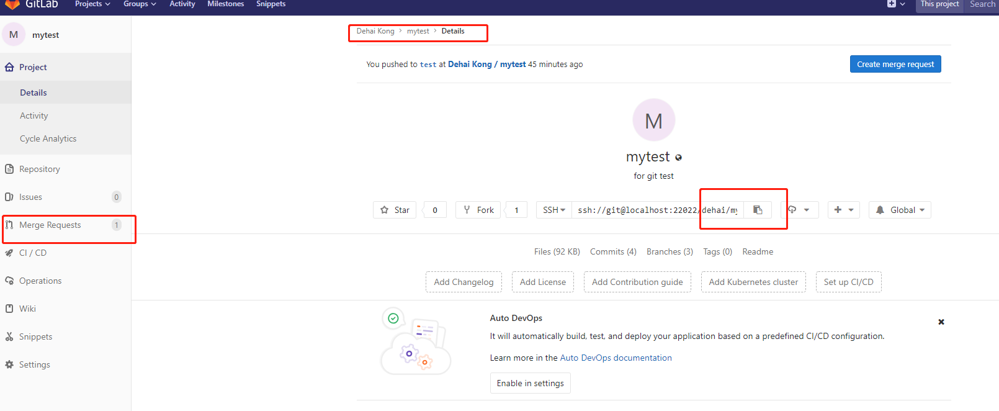 GitLab Projects Groups Activity Milestones Snippets This project Search
M mytest
Project
Details
Activity
Cycle Analytics
Repository
Issues 0
Merge Requests 1
CI / CD
Operations
Wiki
Snippets
Settings
Dehai Kong > mytest > Details
You pushed to test at Dehai Kong / mytest 45 minutes ago
Create merge request
M
mytest
for git test
Star 0 Fork 1 SSH ssh://git@localhost:22022/dehai/my Global
Files (92 KB) Commits (4) Branches (3) Tags (0) Readme
Add Changelog Add License Add Contribution guide Add Kubernetes cluster Set up CI/CD
Auto DevOps
It will automatically build, test, and deploy your application based on a predefined CI/CD configuration.
Learn more in the Auto DevOps documentation
Enable in settings